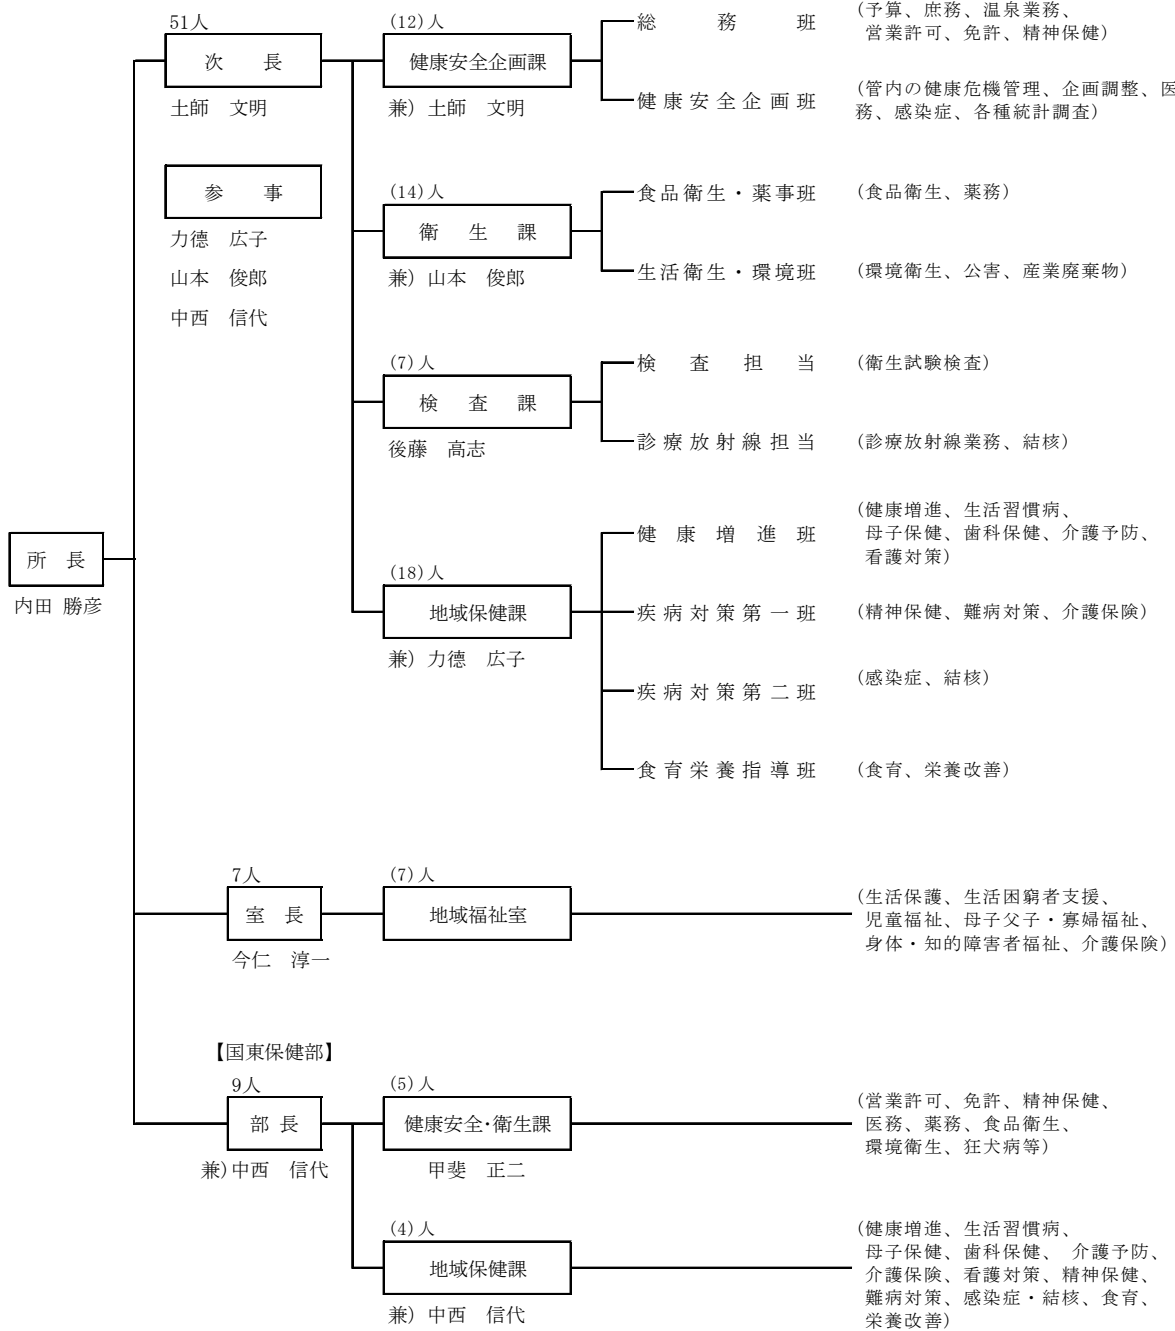 51人
次　長
土師　文明
参　事
力德　広子
山本　俊郎
中西　信代
所 長
内田 勝彦
(12)人
健康安全企画課
兼）土師　文明
総　務　班
(予算、庶務、温泉業務、
営業許可、免許、精神保健)
健康安全企画班
(管内の健康危機管理、企画調整、医
務、感染症、各種統計調査)
(14)人
衛　生　課
兼）山本　俊郎
食品衛生・薬事班
(食品衛生、薬務)
生活衛生・環境班
(環境衛生、公害、産業廃棄物)
(7)人
検　査　課
後藤　高志
検　査　担　当
(衛生試験検査)
診療放射線担当
(診療放射線業務、結核)
(18)人
地域保健課
兼）力德　広子
健康増進班
(健康増進、生活習慣病、
母子保健、歯科保健、介護予防、
看護対策)
疾病対策第一班
(精神保健、難病対策、介護保険)
疾病対策第二班
(感染症、結核)
食育栄養指導班
(食育、栄養改善)
7人
室　長
今仁　淳一
(7)人
地域福祉室
(生活保護、生活困窮者支援、
児童福祉、母子父子・寡婦福祉、
身体・知的障害者福祉、介護保険)
【国東保健部】
9人
部 長
兼)中西　信代
(5)人
健康安全・衛生課
甲斐　正二
(営業許可、免許、精神保健、
医務、薬務、食品衛生、
環境衛生、狂犬病等)
(4)人
地域保健課
兼）中西　信代
(健康増進、生活習慣病、
母子保健、歯科保健、 介護予防、
介護保険、看護対策、精神保健、
難病対策、感染症・結核、食育、
栄養改善)